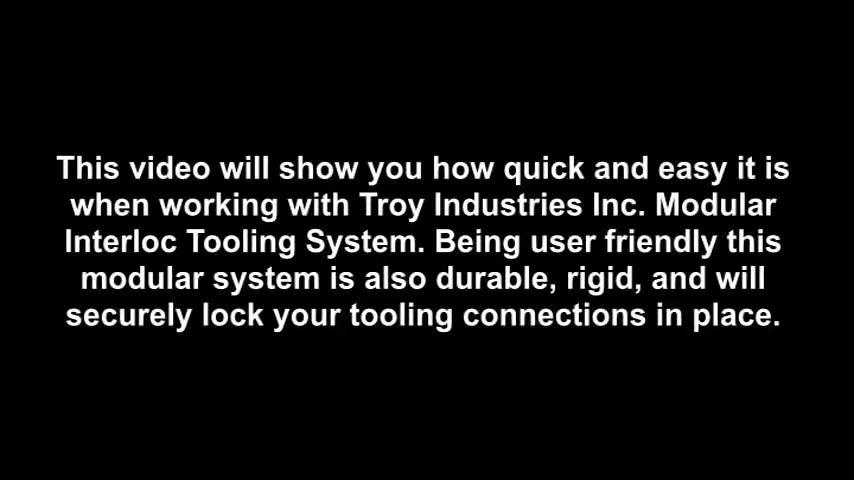 This video will show you how quick and easy it is
when working with Troy Industries Inc. Modular
Interloc Tooling System. Being user friendly this
modular system is also durable, rigid, and will
securely lock your tooling connections in place.